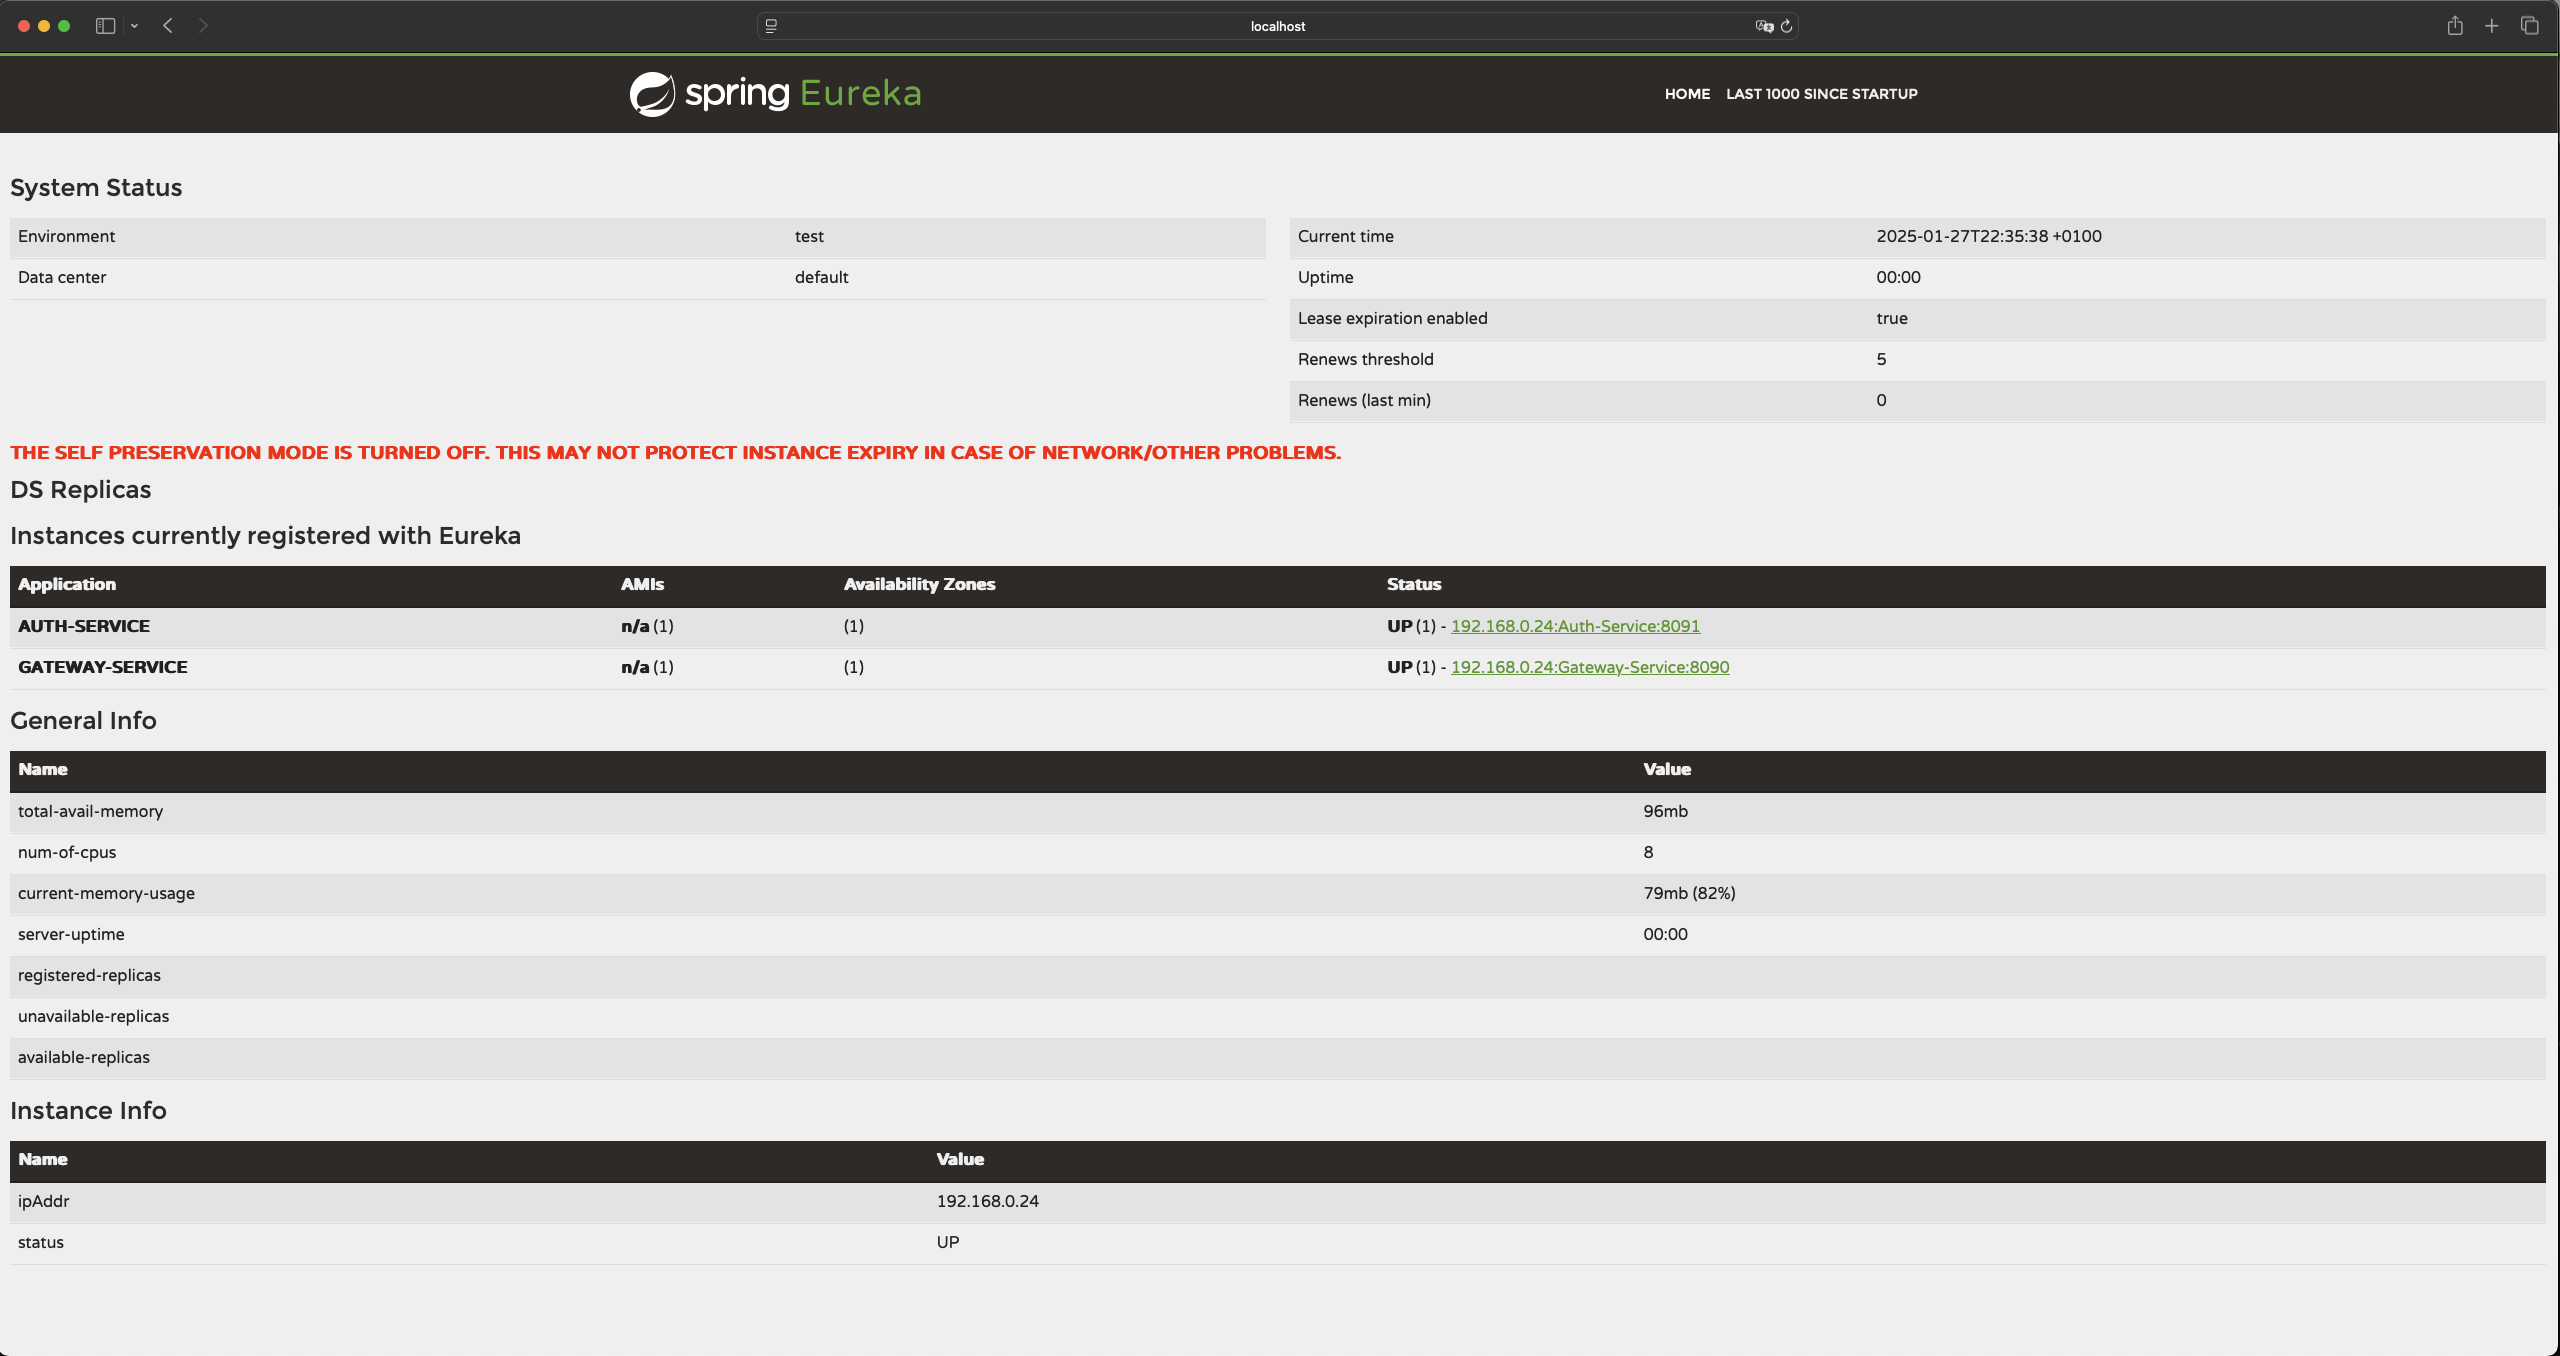 localhost
spring Eureka
HOME LAST 1000 SINCE STARTUP
System Status
Environment test
Data center default
Current time 2025-01-27T22:35:38 +0100
Uptime 00:00
Lease expiration enabled true
Renews threshold 5
Renews (last min) 0
THE SELF PRESERVATION MODE IS TURNED OFF. THIS MAY NOT PROTECT INSTANCE EXPIRY IN CASE OF NETWORK/OTHER PROBLEMS.
DS Replicas
Instances currently registered with Eureka
Application AMIs Availability Zones Status
AUTH-SERVICE n/a (1) (1) UP (1) - 192.168.0.24:Auth-Service:8091
GATEWAY-SERVICE n/a (1) (1) UP (1) - 192.168.0.24:Gateway-Service:8090
General Info
Name Value
total-avail-memory 96mb
num-of-cpus 8
current-memory-usage 79mb (82%)
server-uptime 00:00
registered-replicas
unavailable-replicas
available-replicas
Instance Info
Name Value
ipAddr 192.168.0.24
status UP